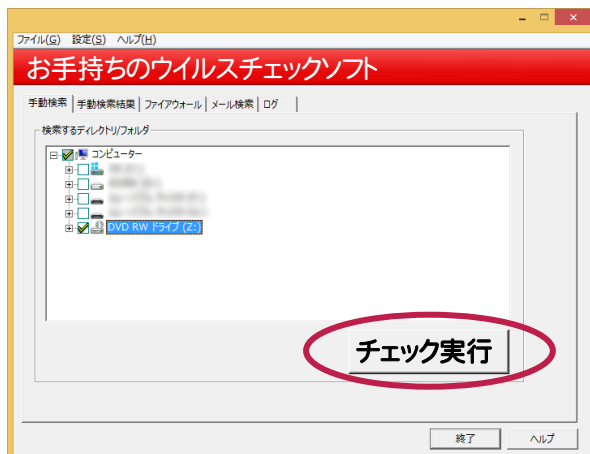 ファイル(G) 設定(S) ヘルプ(H)
お手持ちのウイルスチェックソフト
手動検索 手動検索結果 ファイアウォール メール検索 ログ
検索するディレクトリ/フォルダ
コンピューター
DVD RW ドライブ (Z:)
チェック実行
終了 ヘルプ